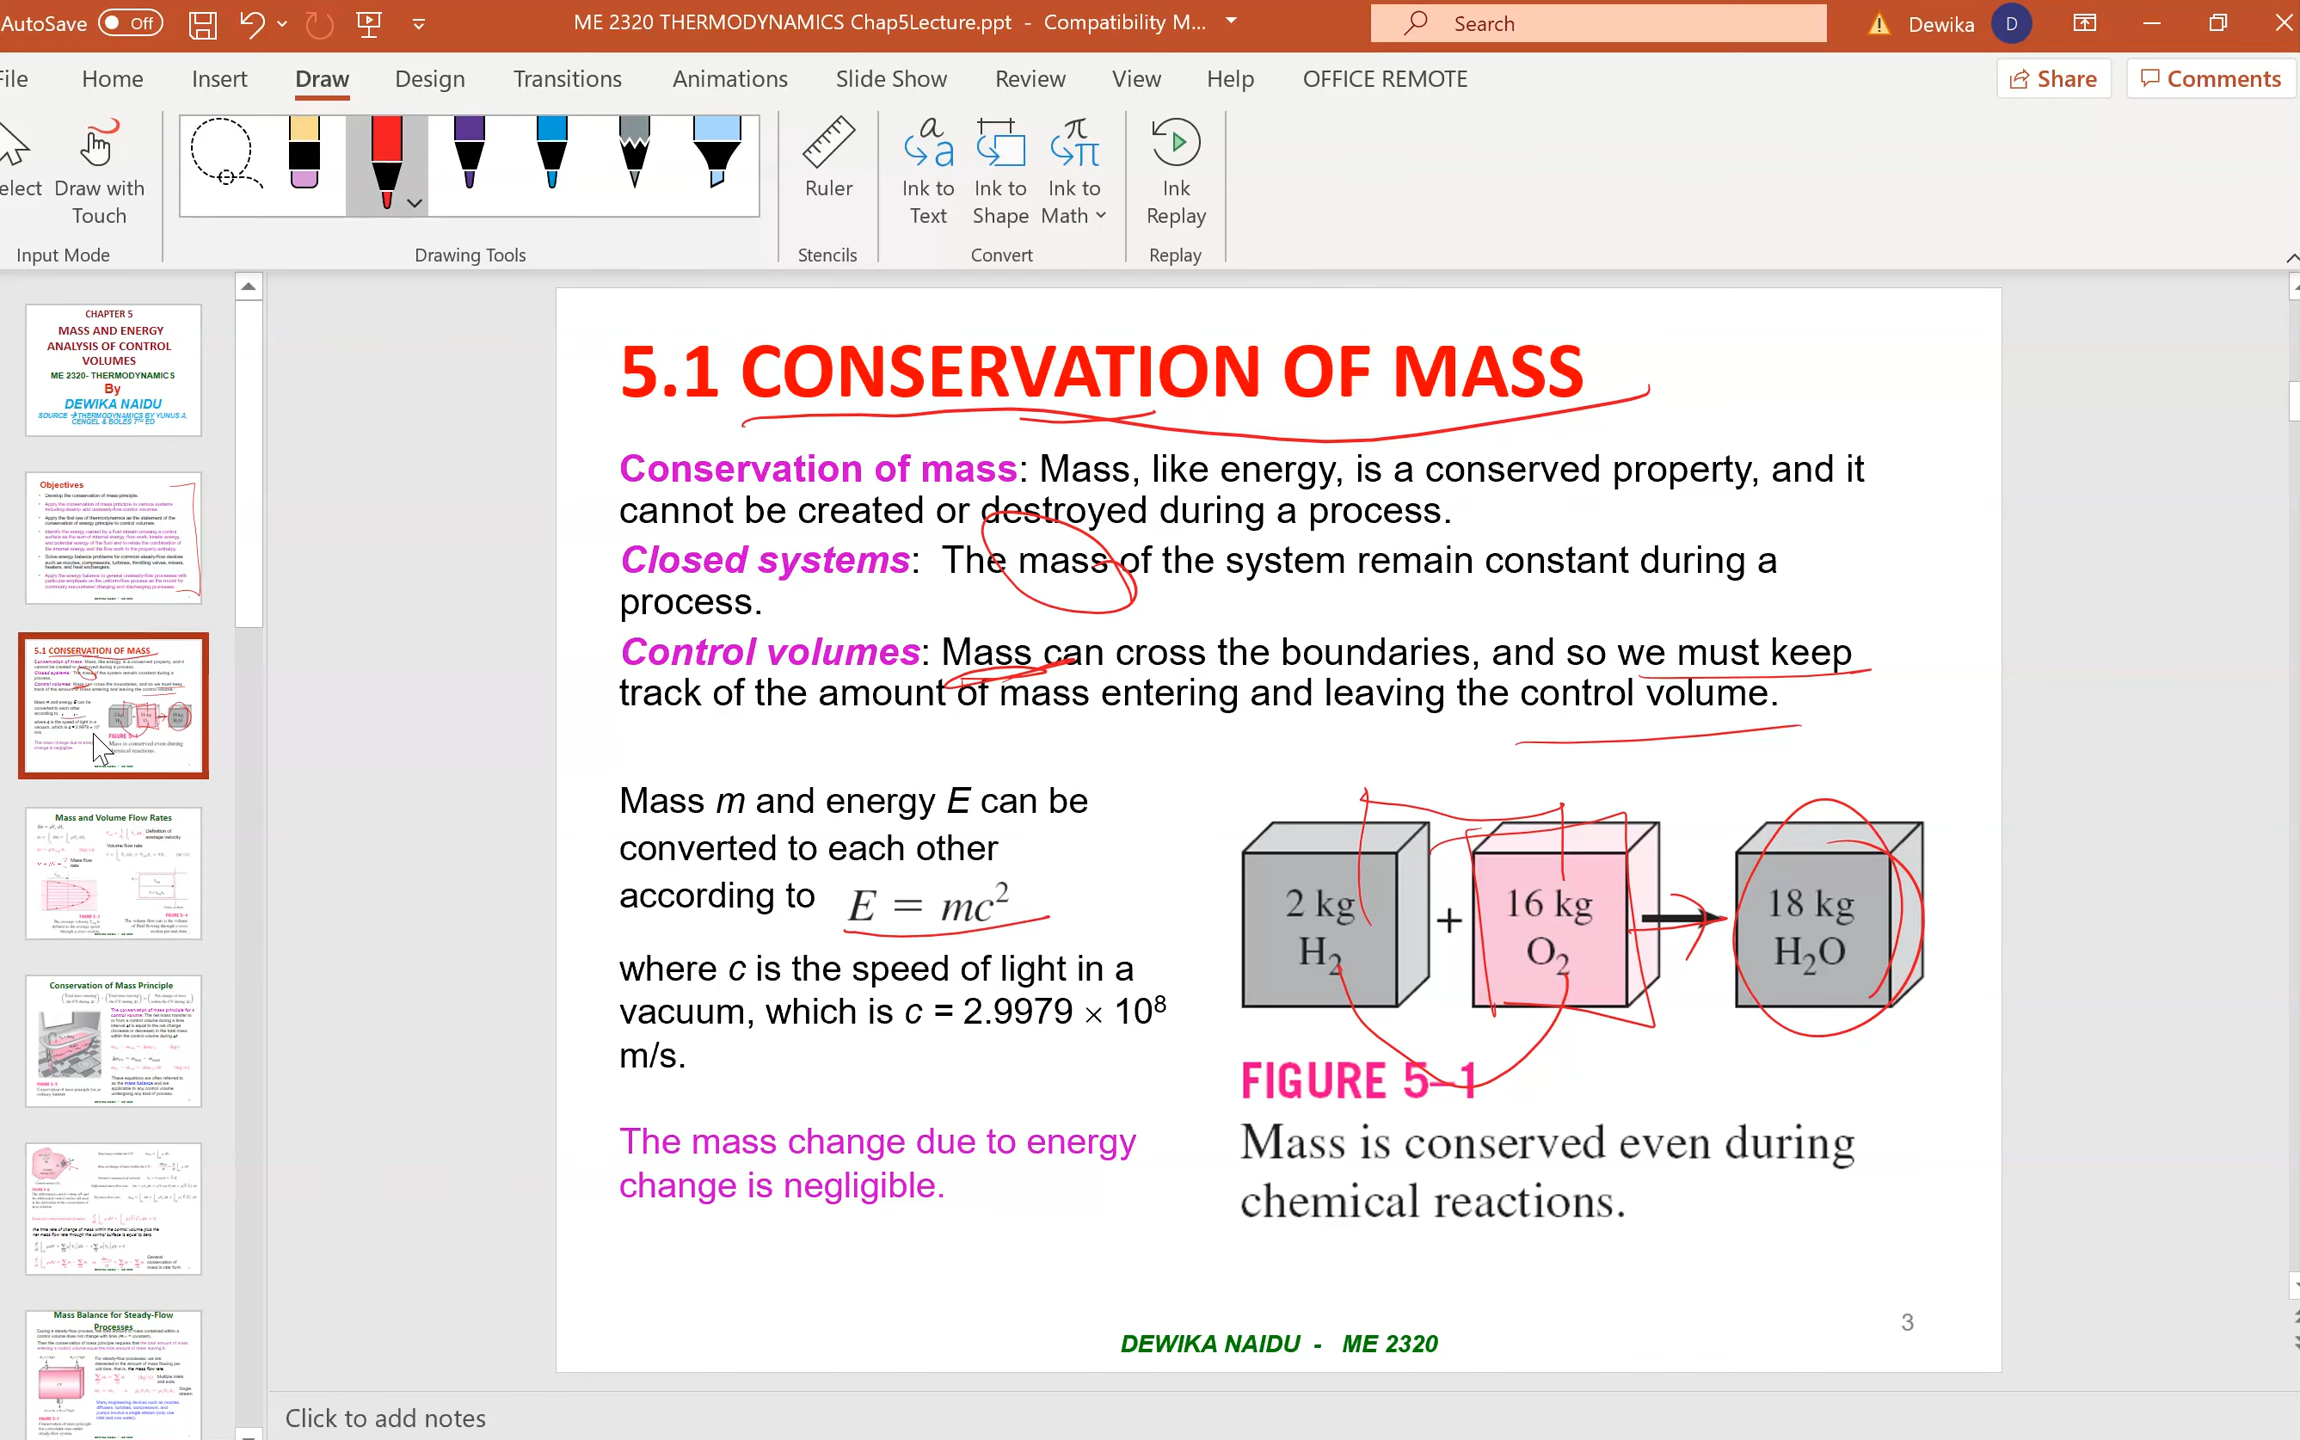 AutoSave Off
ME 2320 THERMODYNAMICS Chap5Lecture.ppt - Compatibility M...
Search
Dewika D
File Home Insert Draw Design Transitions Animations Slide Show Review View Help OFFICE REMOTE
Share Comments
Draw with
Touch
Ruler
Ink to
Text
Ink to
Shape
Ink to
Math
Ink
Replay
Input Mode Drawing Tools Stencils Convert Replay
CHAPTER 5
MASS AND ENERGY
ANALYSIS OF CONTROL
VOLUMES
ME 2320- THERMODYNAMICS
By
DEWIKA NAIDU
SOURCE → THERMODYNAMICS BY YUNUS A,
CENGEL & BOLES 7TH ED
Objectives
5.1 CONSERVATION OF MASS
Mass and Volume Flow Rates
Conservation of Mass Principle
Mass Balance for Steady-Flow
Processes
5.1 CONSERVATION OF MASS
Conservation of mass: Mass, like energy, is a conserved property, and it
cannot be created or destroyed during a process.
Closed systems: The mass of the system remain constant during a
process.
Control volumes: Mass can cross the boundaries, and so we must keep
track of the amount of mass entering and leaving the control volume.
Mass m and energy E can be
converted to each other
according to E = mc²
where c is the speed of light in a
vacuum, which is c = 2.9979 × 10⁸
m/s.
The mass change due to energy
change is negligible.
2 kg
H₂
+
16 kg
O₂
18 kg
H₂O
FIGURE 5–1
Mass is conserved even during
chemical reactions.
3
DEWIKA NAIDU - ME 2320
Click to add notes